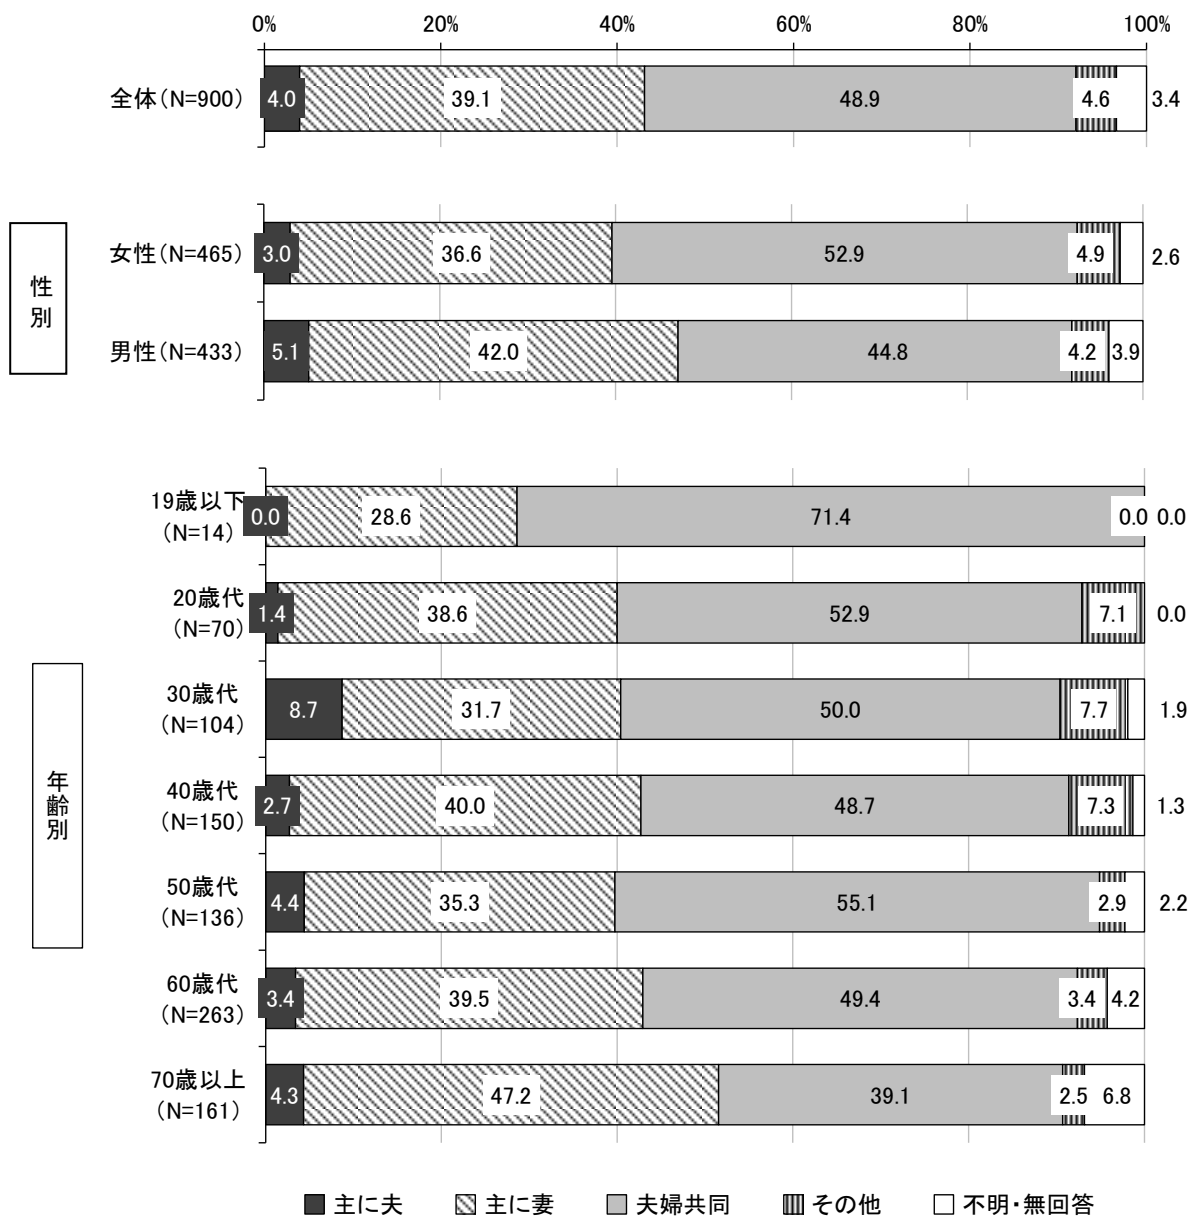 0% 20% 40% 60% 80% 100%
全体(N=900) 4.0 39.1 48.9 4.6 3.4
性別
女性(N=465) 3.0 36.6 52.9 4.9 2.6
男性(N=433) 5.1 42.0 44.8 4.2 3.9
年齢別
19歳以下
(N=14) 0.0 28.6 71.4 0.0 0.0
20歳代
(N=70) 1.4 38.6 52.9 7.1 0.0
30歳代
(N=104) 8.7 31.7 50.0 7.7 1.9
40歳代
(N=150) 2.7 40.0 48.7 7.3 1.3
50歳代
(N=136) 4.4 35.3 55.1 2.9 2.2
60歳代
(N=263) 3.4 39.5 49.4 3.4 4.2
70歳以上
(N=161) 4.3 47.2 39.1 2.5 6.8
主に夫 主に妻 夫婦共同 その他 不明・無回答